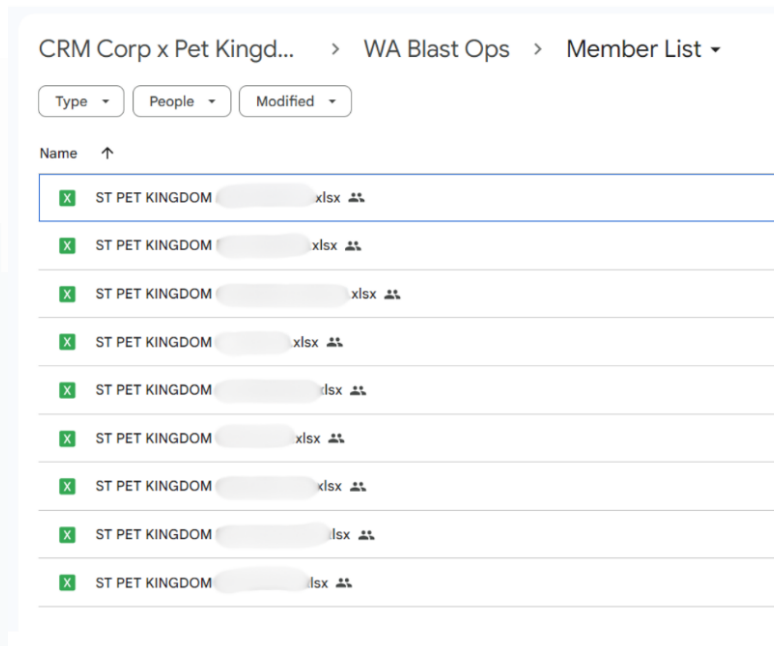 CRM Corp x Pet Kingd... > WA Blast Ops > Member List
Type People Modified
Name
X ST PET KINGDOM xlsx
X ST PET KINGDOM .xlsx
X ST PET KINGDOM .xlsx
X ST PET KINGDOM .xlsx
X ST PET KINGDOM lsx
X ST PET KINGDOM xlsx
X ST PET KINGDOM xlsx
X ST PET KINGDOM lsx
X ST PET KINGDOM lsx